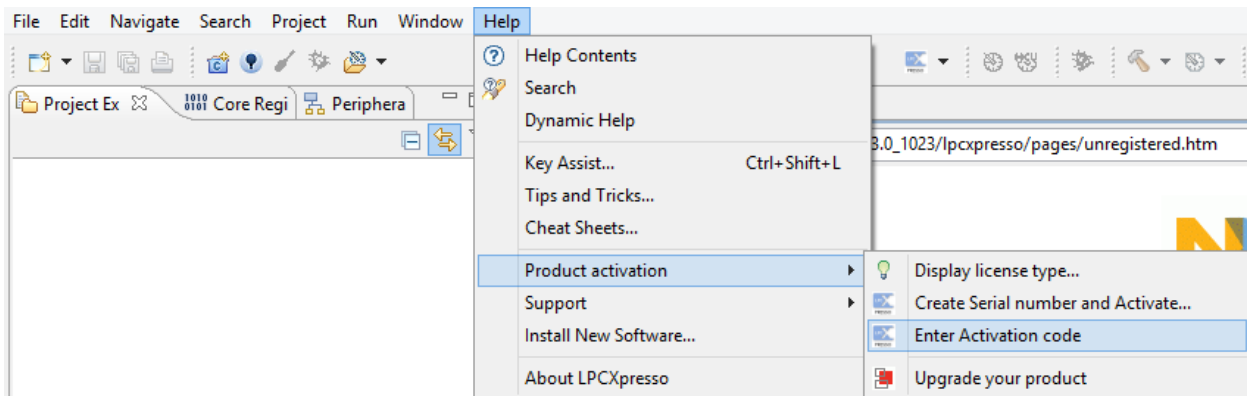 File Edit Navigate Search Project Run Window Help
Help Contents
Search
Dynamic Help
Key Assist... Ctrl+Shift+L
Tips and Tricks...
Cheat Sheets...
Product activation
Support
Install New Software...
About LPCXpresso
Project Ex
Core Regi
Periphera
3.0_1023/lpcxpresso/pages/unregistered.htm
Display license type...
Create Serial number and Activate...
Enter Activation code
Upgrade your product